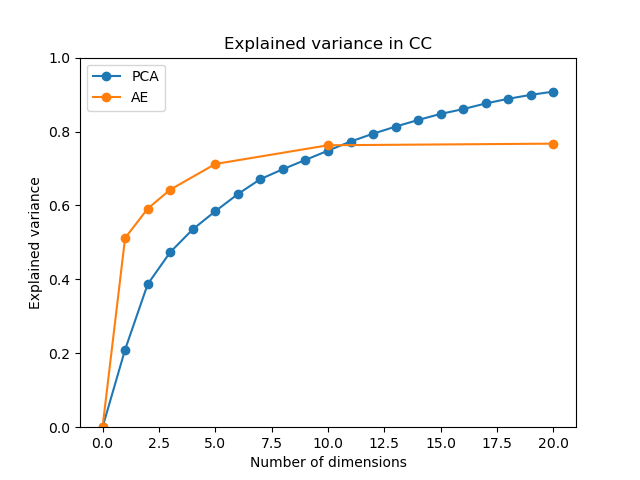 Explained variance in CC
PCA
AE
Explained variance
1.0
0.8
0.6
0.4
0.2
0.0
0.0 2.5 5.0 7.5 10.0 12.5 15.0 17.5 20.0
Number of dimensions